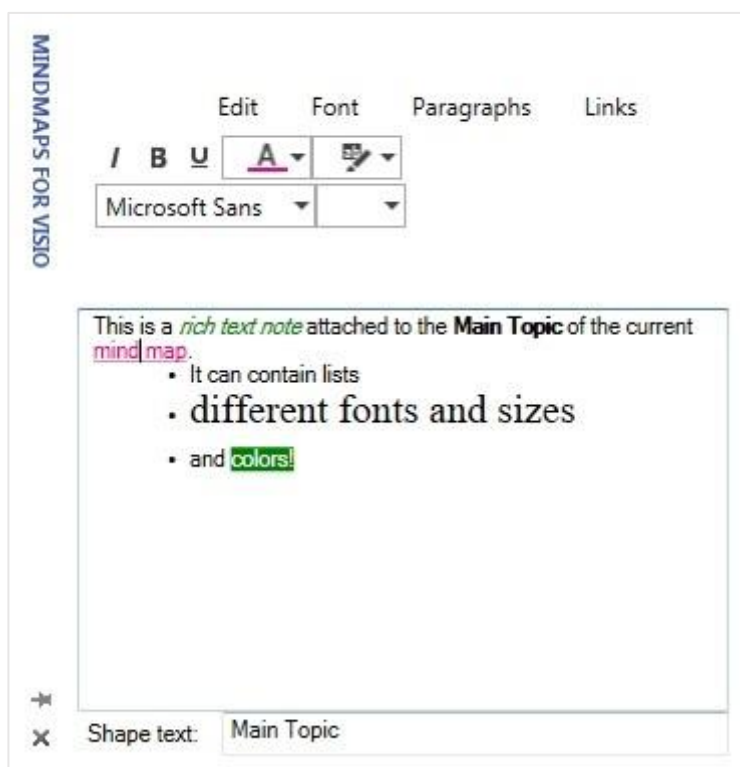 MINDMAPS FOR VISIO
Edit Font Paragraphs Links
I B U A ab
Microsoft Sans
This is a rich text note attached to the Main Topic of the current
mind map.
• It can contain lists
• different fonts and sizes
• and colors!
Shape text: Main Topic